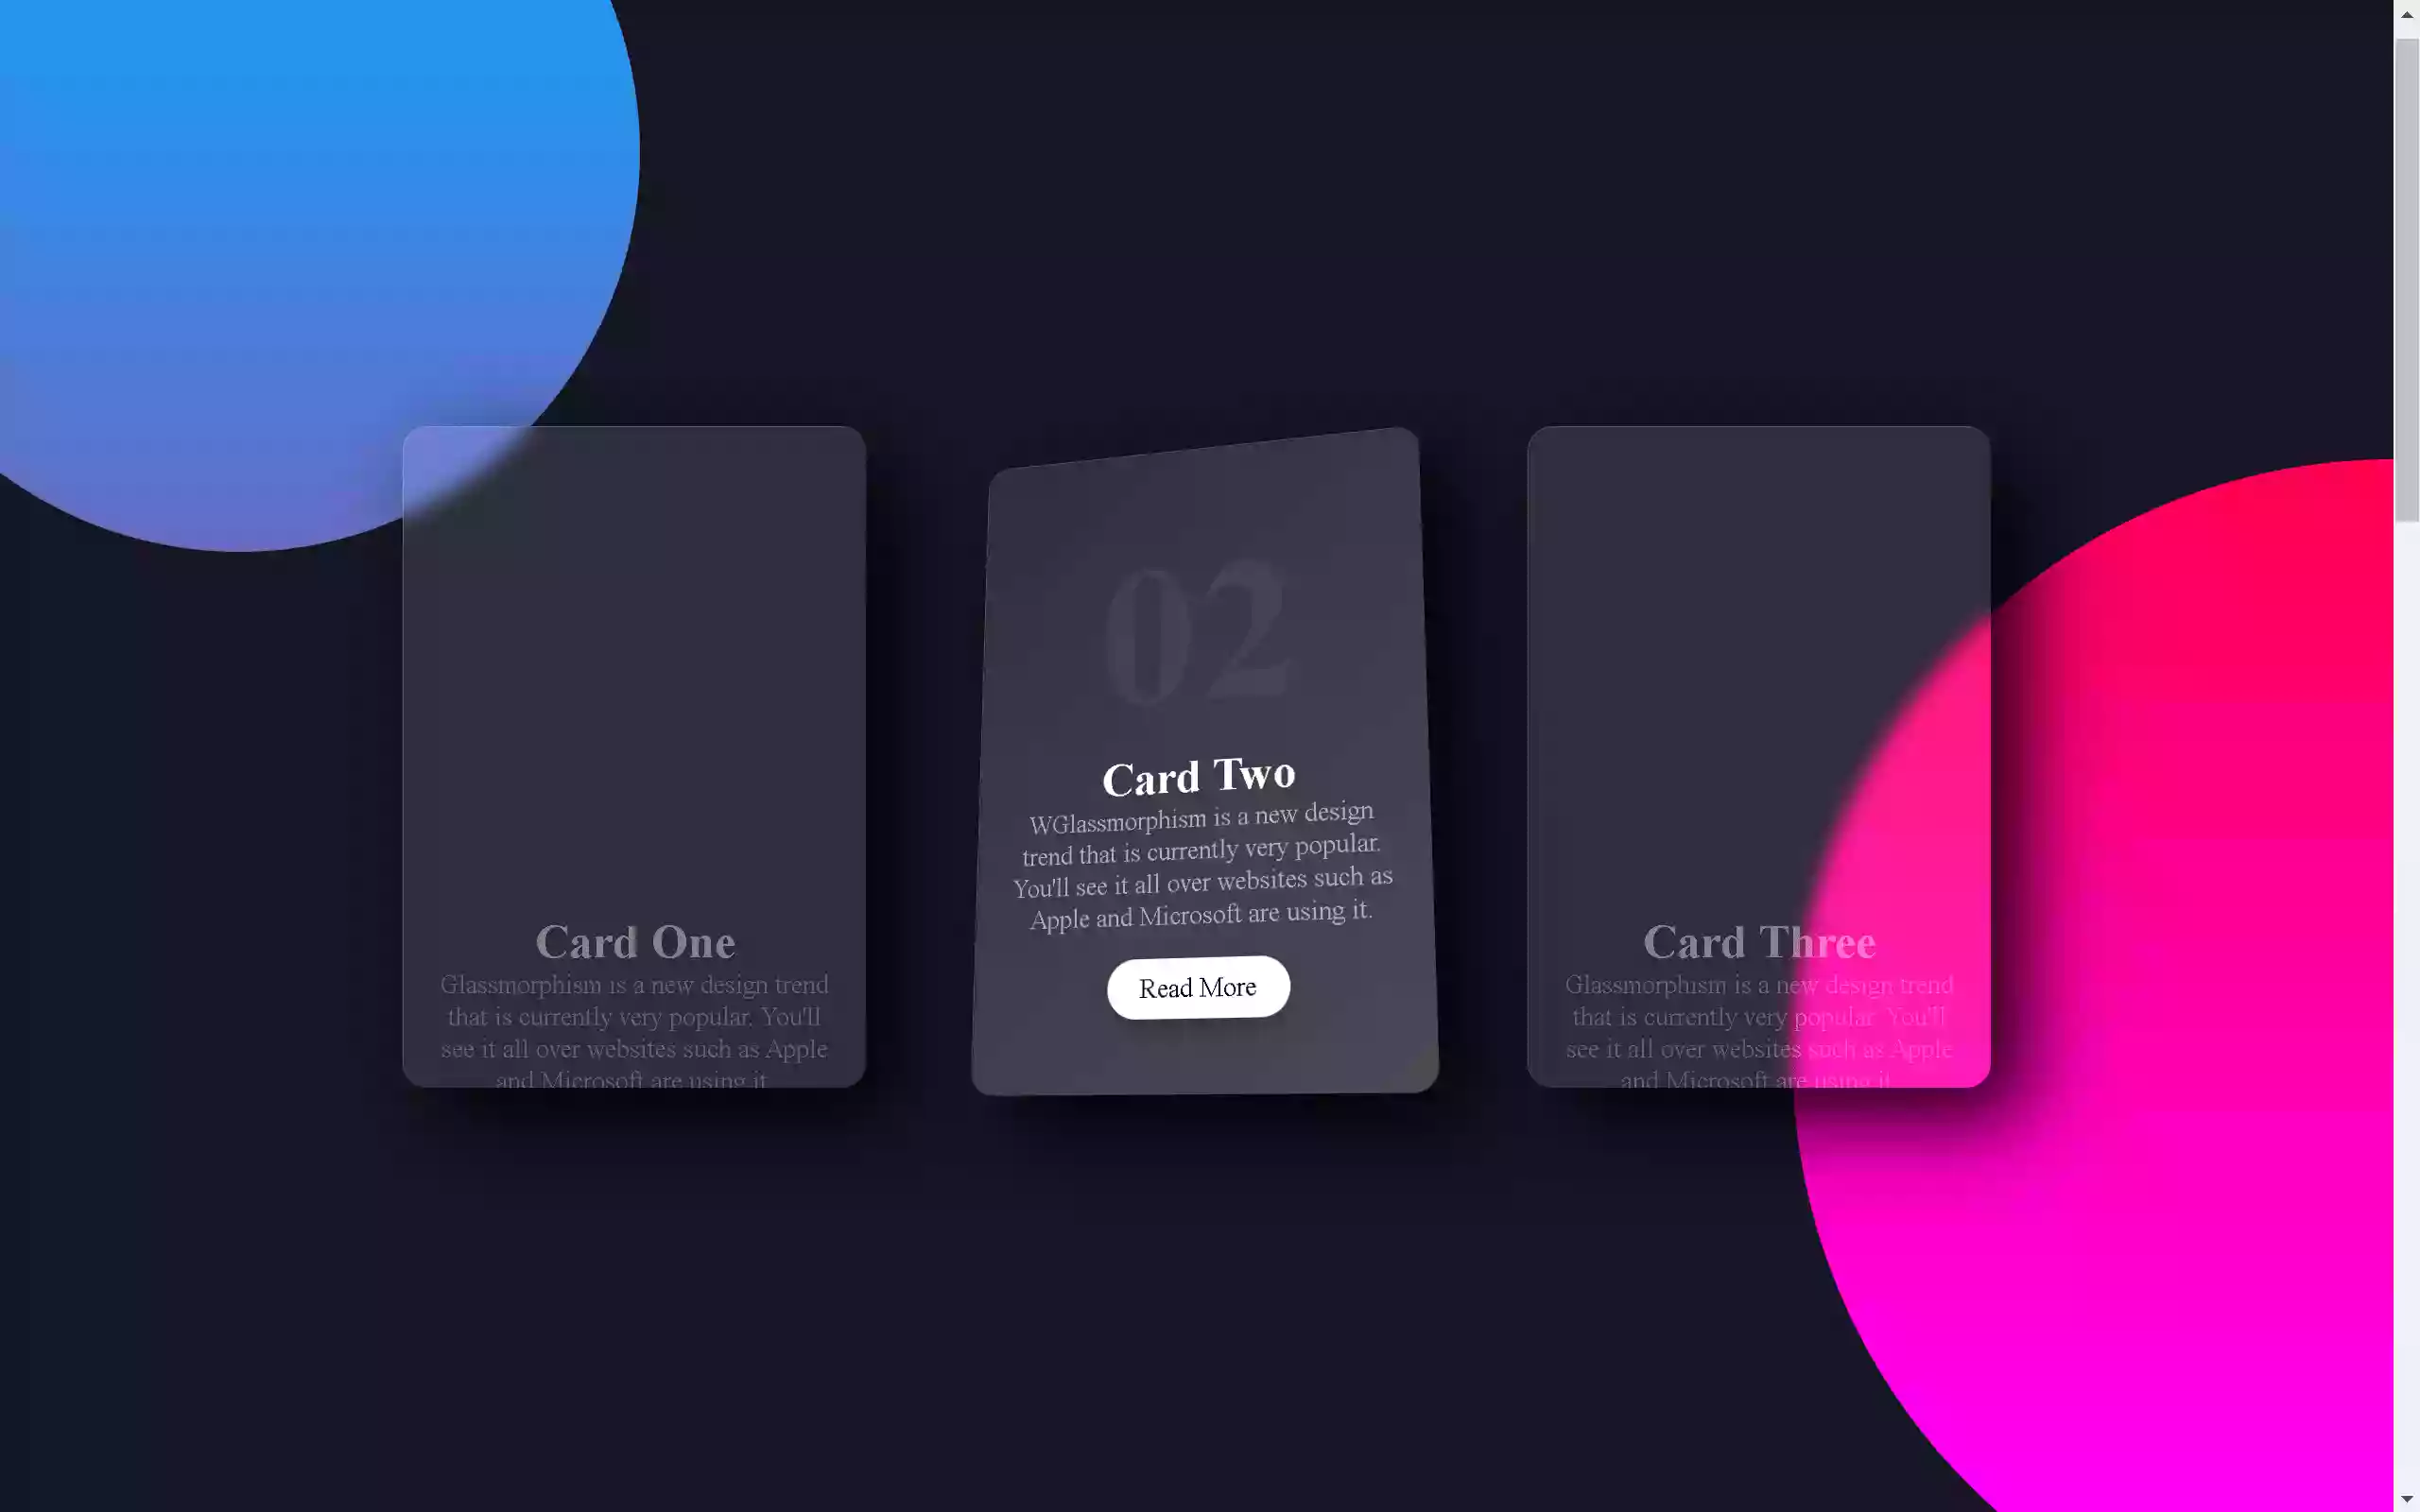 02
Card Two
WGlassmorphism is a new design
trend that is currently very popular.
You'll see it all over websites such as
Apple and Microsoft are using it.
Read More
Card One
Glassmorphism is a new design trend
that is currently very popular. You'll
see it all over websites such as Apple
and Microsoft are using it
Card Three
Glassmorphism is a new design trend
that is currently very popular. You'll
see it all over websites such as Apple
and Microsoft are using it